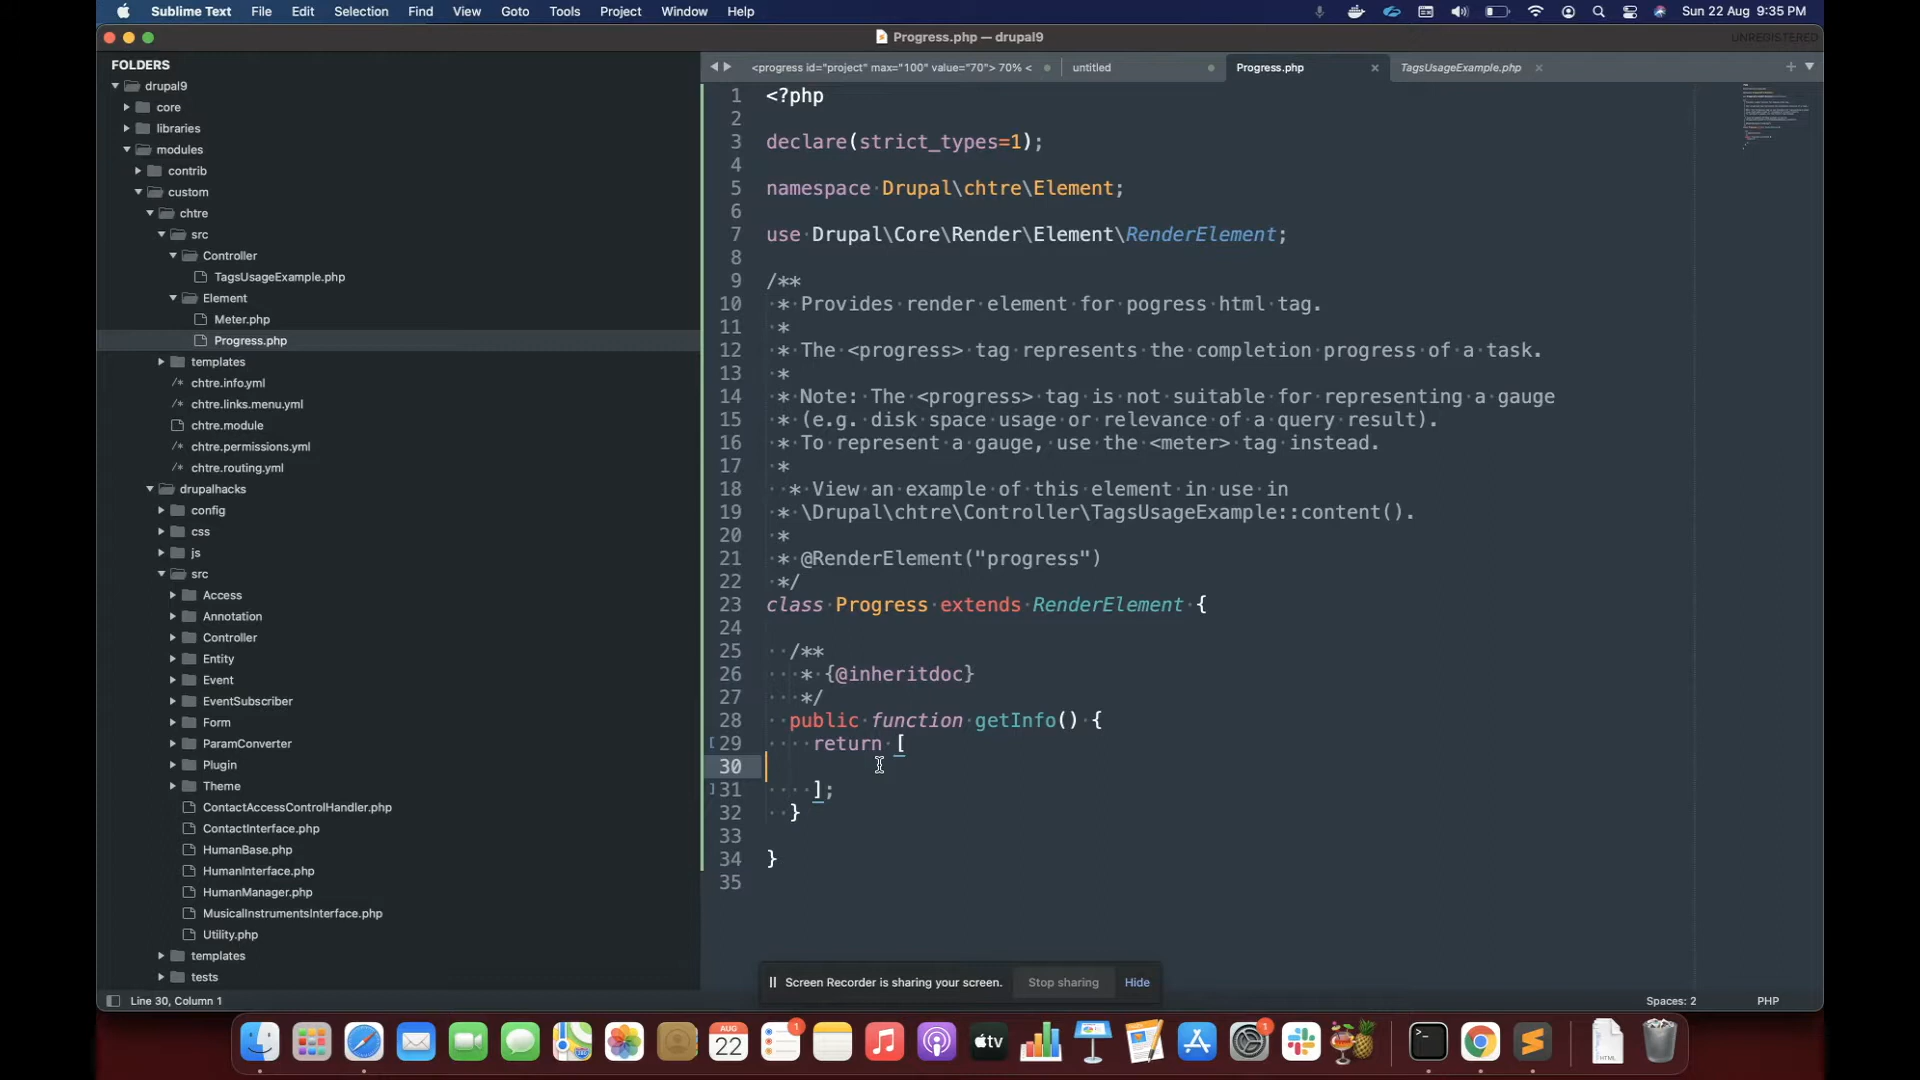 Sublime Text File Edit Selection Find View Goto Tools Project Window Help Sun 22 Aug 9:35 PM
Progress.php — drupal9 UNREGISTERED
FOLDERS
drupal9
core
libraries
modules
contrib
custom
chtre
src
Controller
TagsUsageExample.php
Element
Meter.php
Progress.php
templates
chtre.info.yml
chtre.links.menu.yml
chtre.module
chtre.permissions.yml
chtre.routing.yml
drupalhacks
config
css
js
src
Access
Annotation
Controller
Entity
Event
EventSubscriber
Form
ParamConverter
Plugin
Theme
ContactAccessControlHandler.php
ContactInterface.php
HumanBase.php
HumanInterface.php
HumanManager.php
MusicalInstrumentsInterface.php
Utility.php
templates
tests
<progress id="project" max="100" value="70"> 70% < untitled Progress.php TagsUsageExample.php
1 <?php
2
3 declare(strict_types=1);
4
5 namespace Drupal\chtre\Element;
6
7 use Drupal\Core\Render\Element\RenderElement;
8
9 /**
10 * Provides render element for pogress html tag.
11 *
12 * The <progress> tag represents the completion progress of a task.
13 *
14 * Note: The <progress> tag is not suitable for representing a gauge
15 * (e.g. disk space usage or relevance of a query result).
16 * To represent a gauge, use the <meter> tag instead.
17 *
18 * View an example of this element in use in
19 * \Drupal\chtre\Controller\TagsUsageExample::content().
20 *
21 * @RenderElement("progress")
22 */
23 class Progress extends RenderElement {
24
25 /**
26 * {@inheritdoc}
27 */
28 public function getInfo() {
29 return [
30
31 ];
32 }
33
34 }
35
Screen Recorder is sharing your screen. Stop sharing Hide
Line 30, Column 1 Spaces: 2 PHP
AUG
22
1
tv
1
HTML